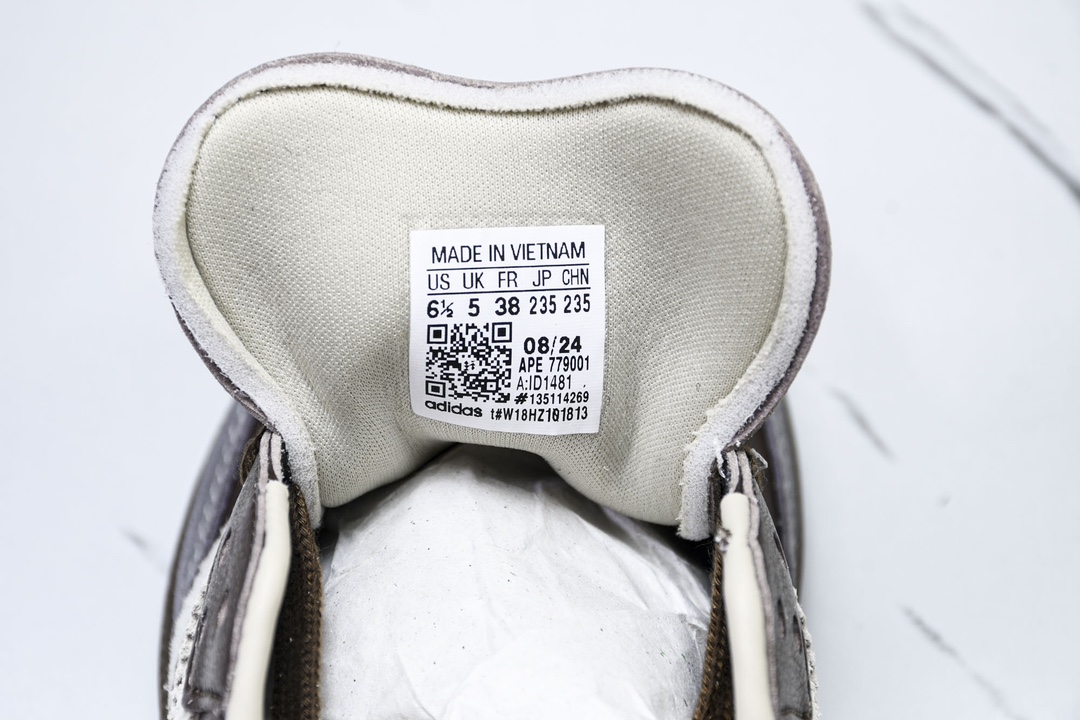 MADE IN VIETNAM
US UK FR JP CHN
6½ 5 38 235 235
08/24
APE 779001
A:ID1481
#135114269
adidas t#W18HZ101813